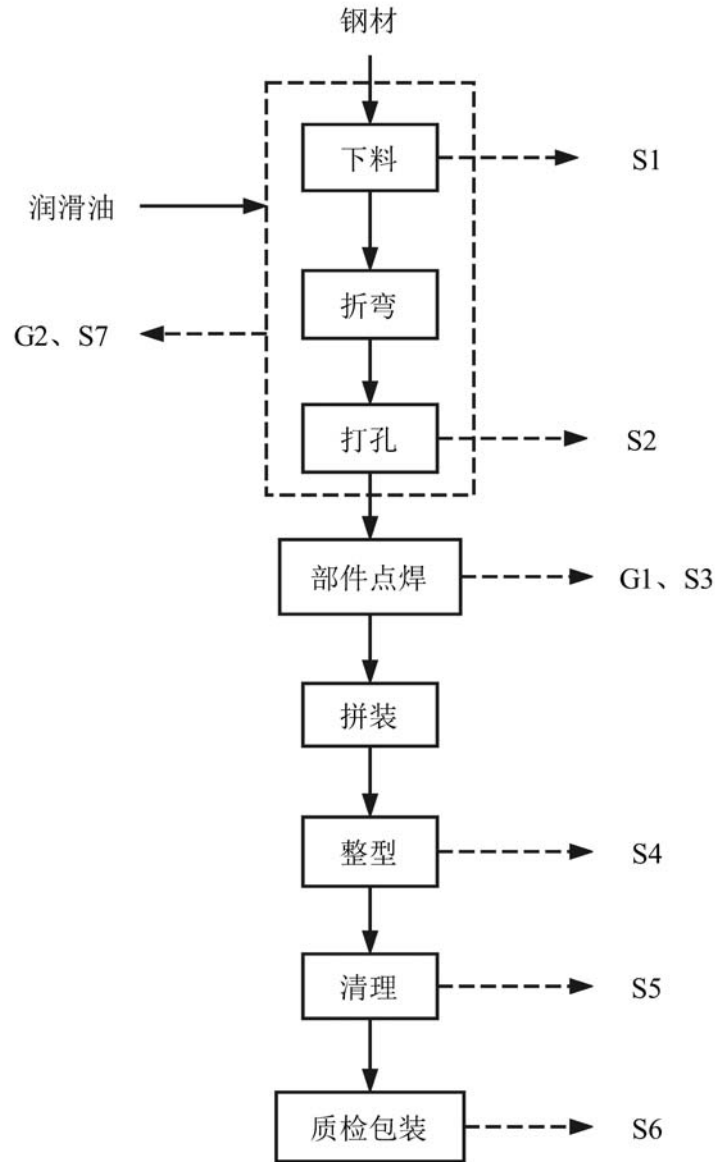 钢材
下料
S1
润滑油
折弯
G2、S7
打孔
S2
部件点焊
G1、S3
拼装
整型
S4
清理
S5
质检包装
S6